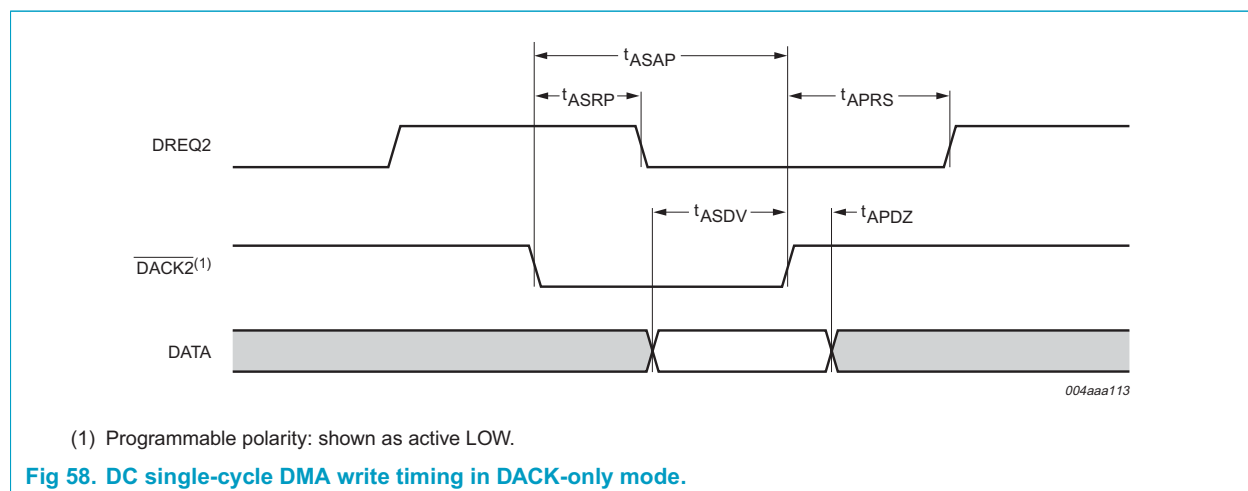 tASAP
tASRP
tAPRS
DREQ2
tASDV
tAPDZ
DACK2(1)
DATA
004aaa113
(1) Programmable polarity: shown as active LOW.
Fig 58. DC single-cycle DMA write timing in DACK-only mode.